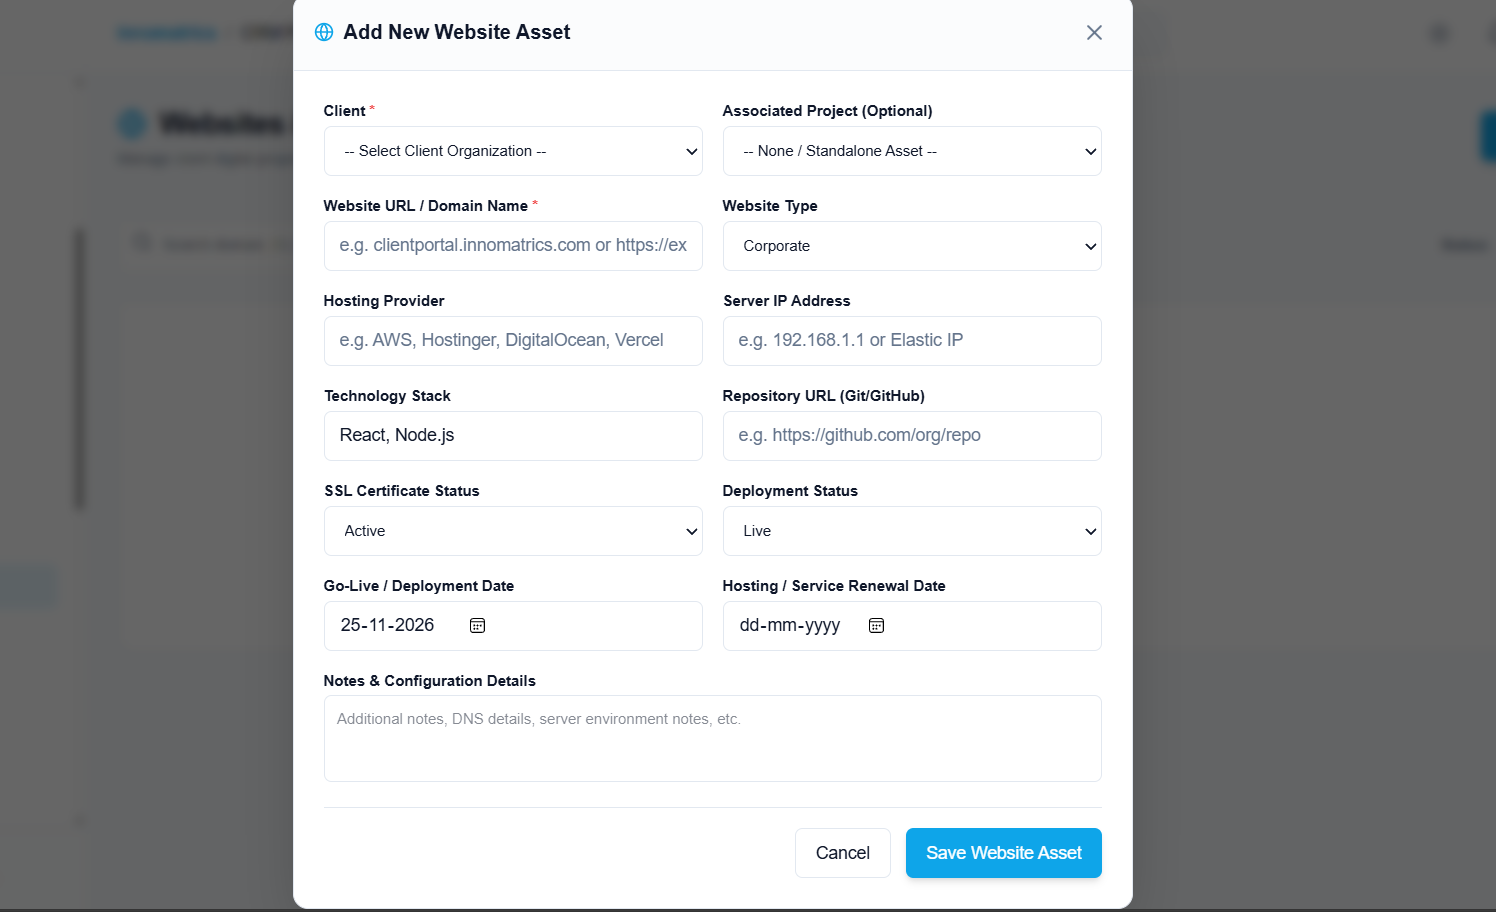 Add New Website Asset
Client *
Associated Project (Optional)
-- Select Client Organization --
-- None / Standalone Asset --
Website URL / Domain Name *
Website Type
e.g. clientportal.innomatrics.com or https://ex
Corporate
Hosting Provider
Server IP Address
e.g. AWS, Hostinger, DigitalOcean, Vercel
e.g. 192.168.1.1 or Elastic IP
Technology Stack
Repository URL (Git/GitHub)
React, Node.js
e.g. https://github.com/org/repo
SSL Certificate Status
Deployment Status
Active
Live
Go-Live / Deployment Date
Hosting / Service Renewal Date
25-11-2026
dd-mm-yyyy
Notes & Configuration Details
Additional notes, DNS details, server environment notes, etc.
Cancel
Save Website Asset
Websites